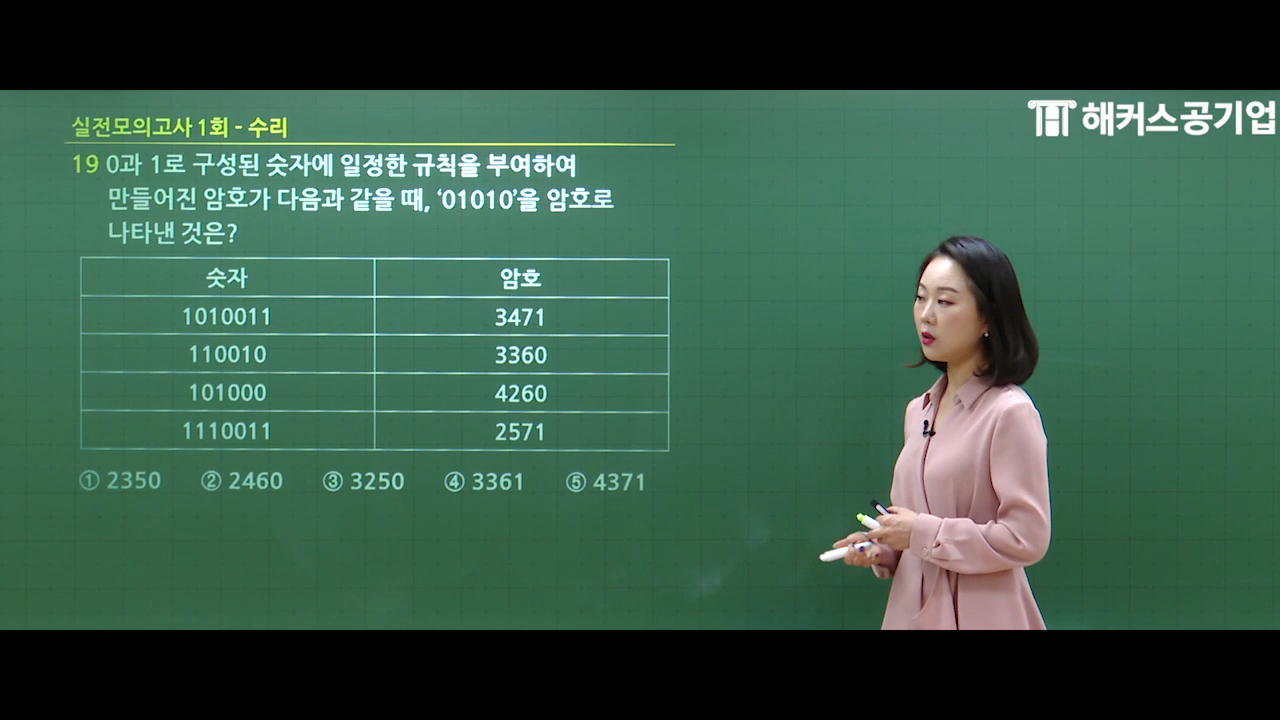 해커스공기업
실전모의고사 1회 - 수리
19 0과 1로 구성된 숫자에 일정한 규칙을 부여하여
만들어진 암호가 다음과 같을 때, ‘01010’을 암호로
나타낸 것은?
숫자 암호
1010011 3471
110010 3360
101000 4260
1110011 2571
① 2350 ② 2460 ③ 3250 ④ 3361 ⑤ 4371